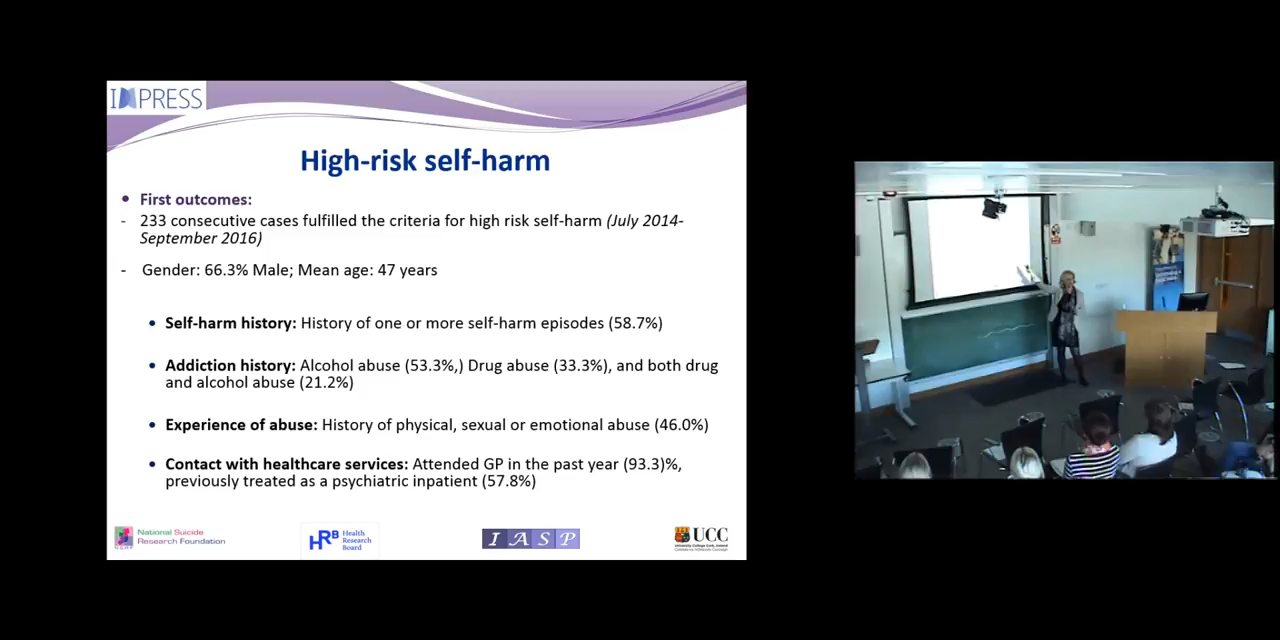 IMPRESS
High-risk self-harm
• First outcomes:
- 233 consecutive cases fulfilled the criteria for high risk self-harm (July 2014-
September 2016)
- Gender: 66.3% Male; Mean age: 47 years
• Self-harm history: History of one or more self-harm episodes (58.7%)
• Addiction history: Alcohol abuse (53.3%,) Drug abuse (33.3%), and both drug
and alcohol abuse (21.2%)
• Experience of abuse: History of physical, sexual or emotional abuse (46.0%)
• Contact with healthcare services: Attended GP in the past year (93.3)%,
previously treated as a psychiatric inpatient (57.8%)
National Suicide
Research Foundation
HRB Health
Research
Board
IASP
UCC
University College Cork, Ireland